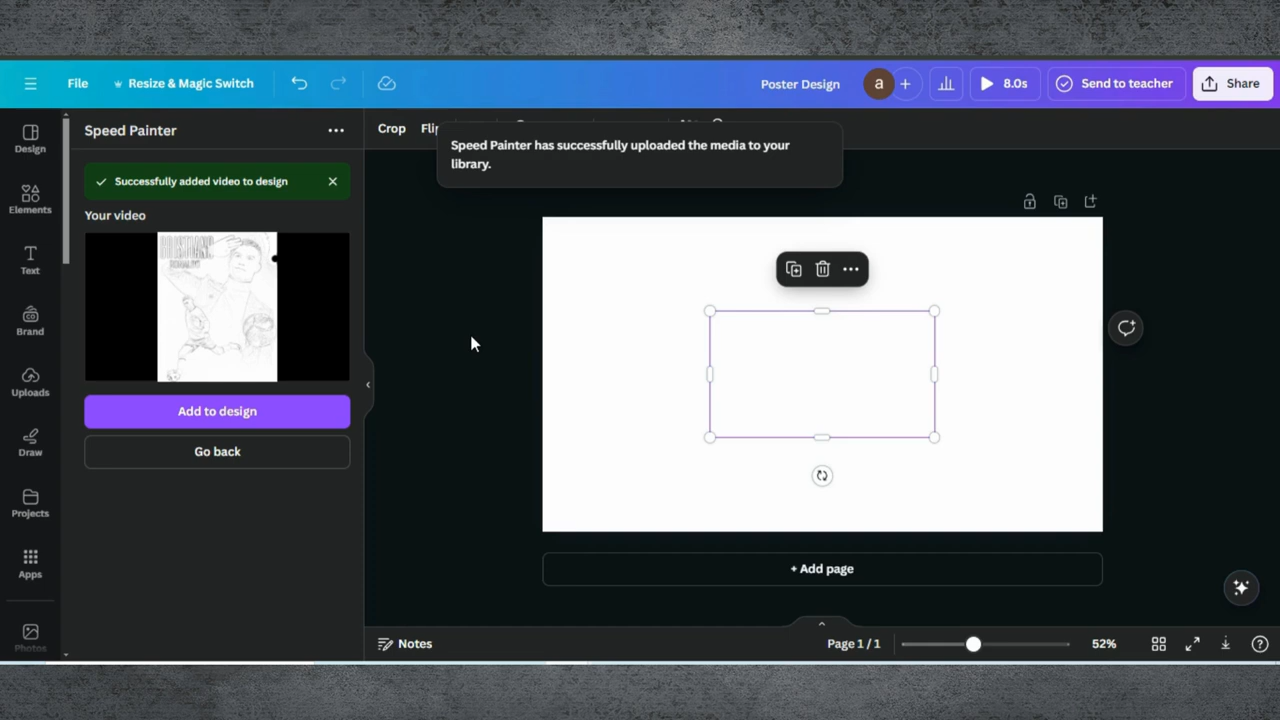 File
Resize & Magic Switch
Poster Design
a
8.0s
Send to teacher
Share
Design
Elements
Text
Brand
Uploads
Draw
Projects
Apps
Photos
Speed Painter
Successfully added video to design
Your video
Add to design
Go back
Crop
Speed Painter has successfully uploaded the media to your
library.
+ Add page
Notes
Page 1 / 1
52%